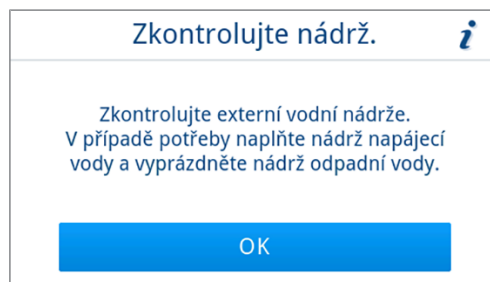 Zkontrolujte nádrž.
i
Zkontrolujte externí vodní nádrže.
V případě potřeby naplňte nádrž napájecí
vody a vyprázdněte nádrž odpadní vody.
OK